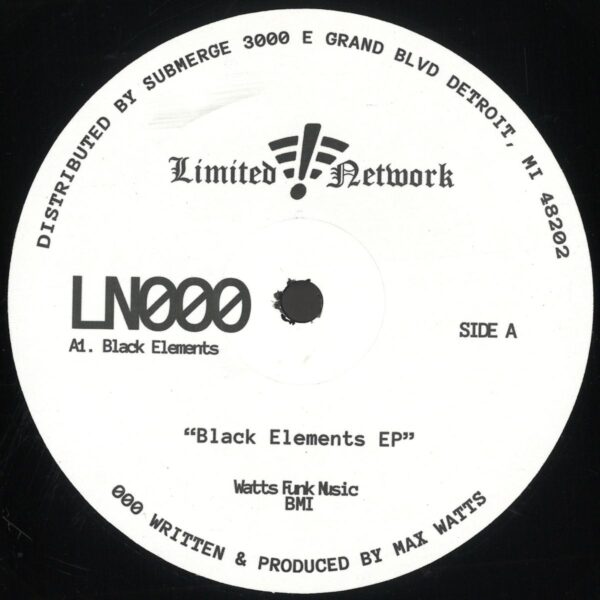 DISTRIBUTED BY SUBMERGE 3000 E GRAND BLVD DETROIT, MI 48202
Limited Network
LN000
A1. Black Elements
SIDE A
“Black Elements EP”
Watts Funk Music
BMI
000 WRITTEN & PRODUCED BY MAX WATTS